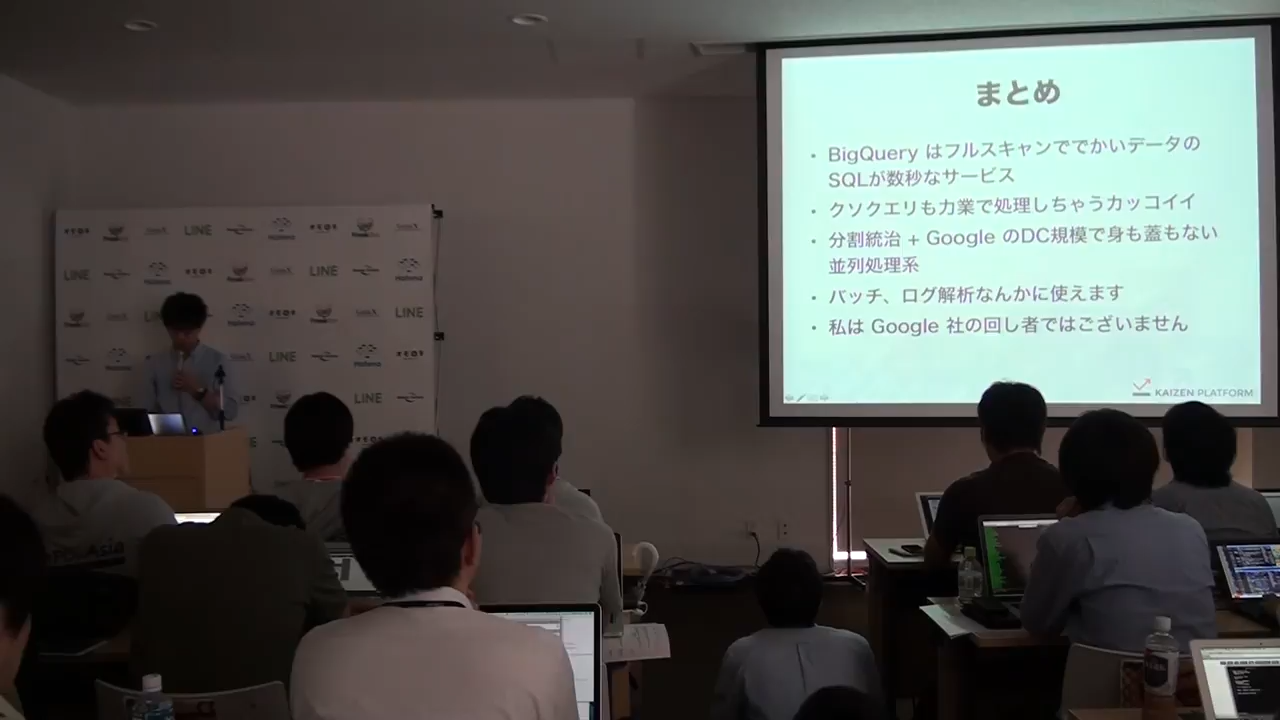 まとめ
BigQuery はフルスキャンででかいデータの
SQLが数秒なサービス
クソクエリも力業で処理しちゃうカッコイイ
分割統治 + Google のDC規模で身も蓋もない
並列処理系
バッチ、ログ解析なんかに使えます
私は Google 社の回し者ではございません
KAIZEN PLATFORM
LINE
LINE
LINE
LINE
LINE
LINE
Asia